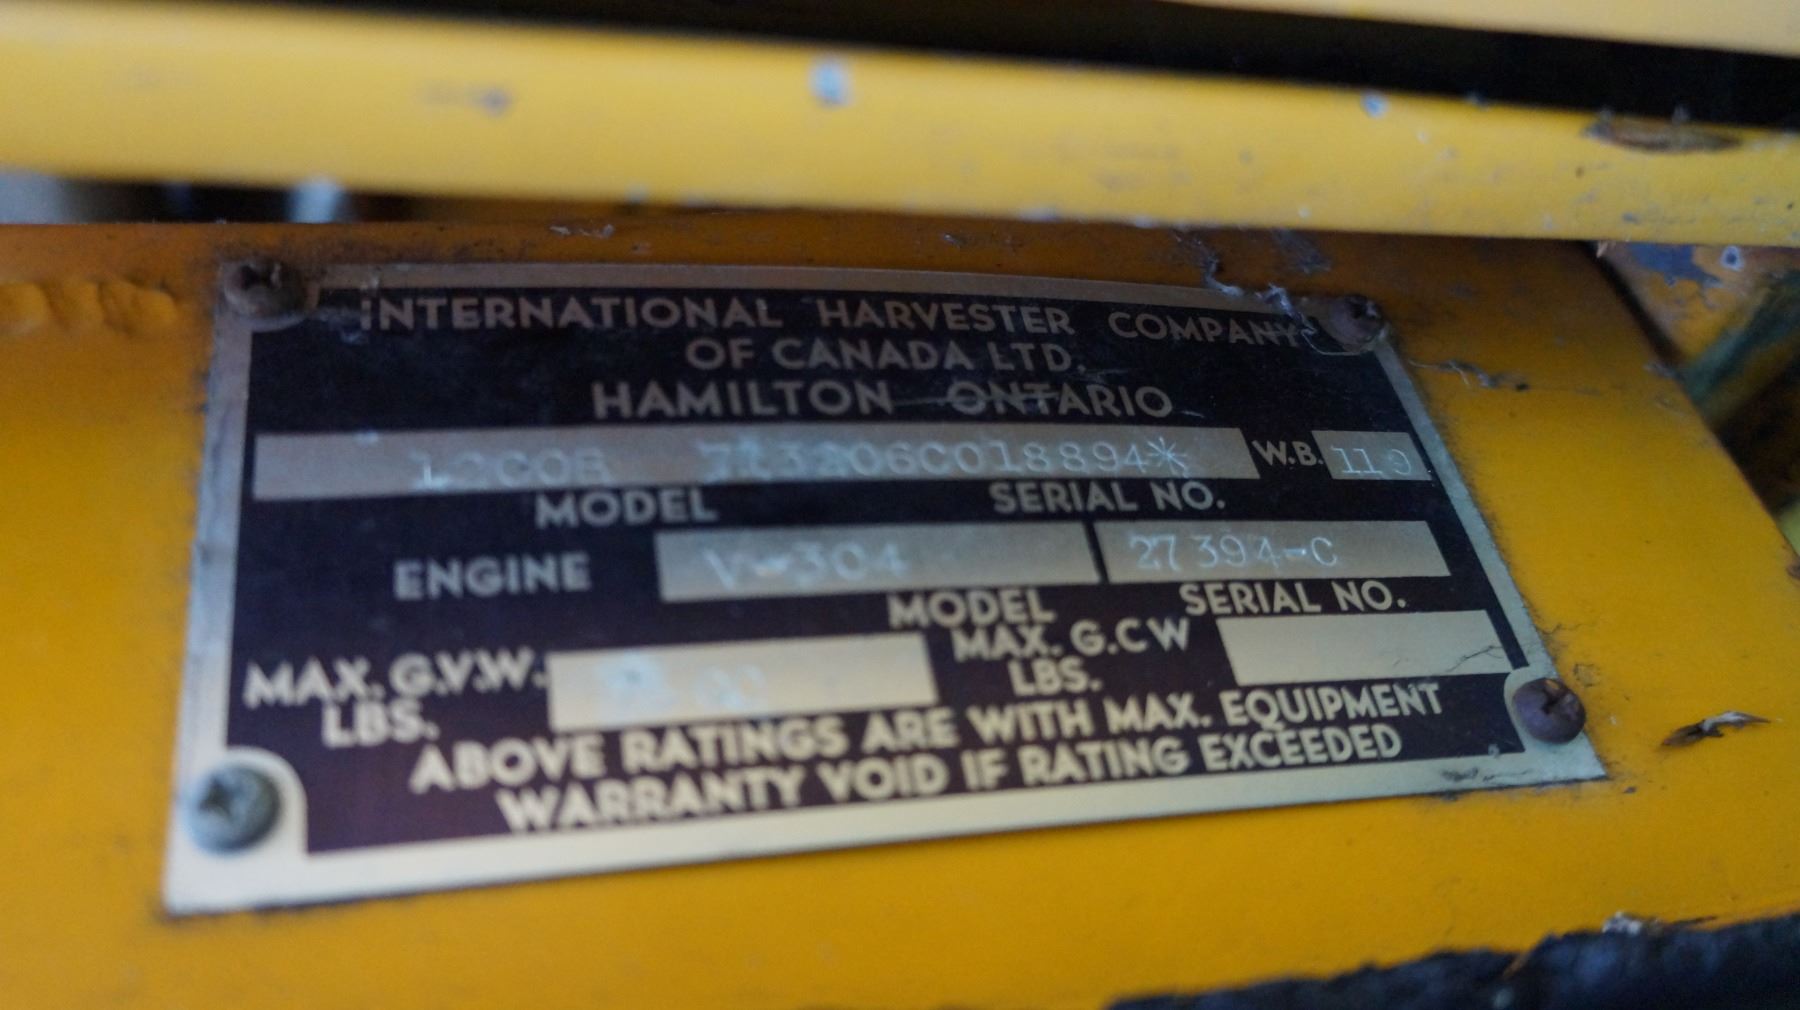 INTERNATIONAL HARVESTER COMPANY
OF CANADA LTD.
HAMILTON ONTARIO
W.B. 119
MODEL SERIAL NO.
ENGINE V-304 27394-C
MODEL SERIAL NO.
MAX. G.V.W. LBS.
MAX. G.C W LBS.
ABOVE RATINGS ARE WITH MAX. EQUIPMENT
WARRANTY VOID IF RATING EXCEEDED